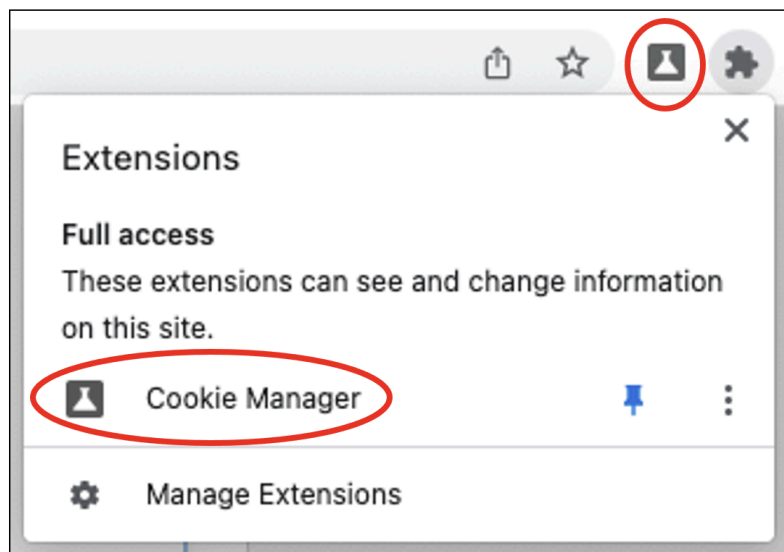 Extensions
Full access
These extensions can see and change information
on this site.
Cookie Manager
Manage Extensions